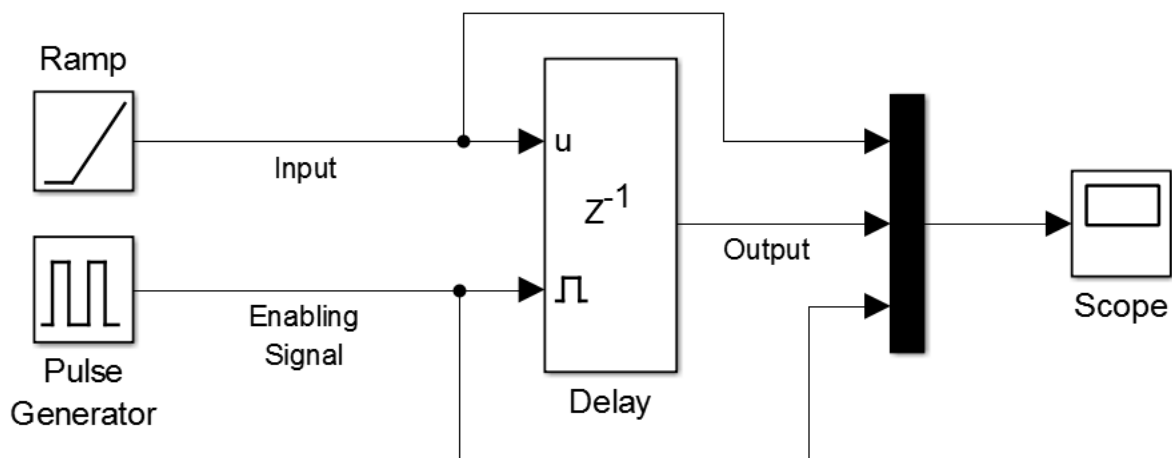 Ramp
Input
u
Z-1
Output
Enabling
Signal
Pulse
Generator
Delay
Scope